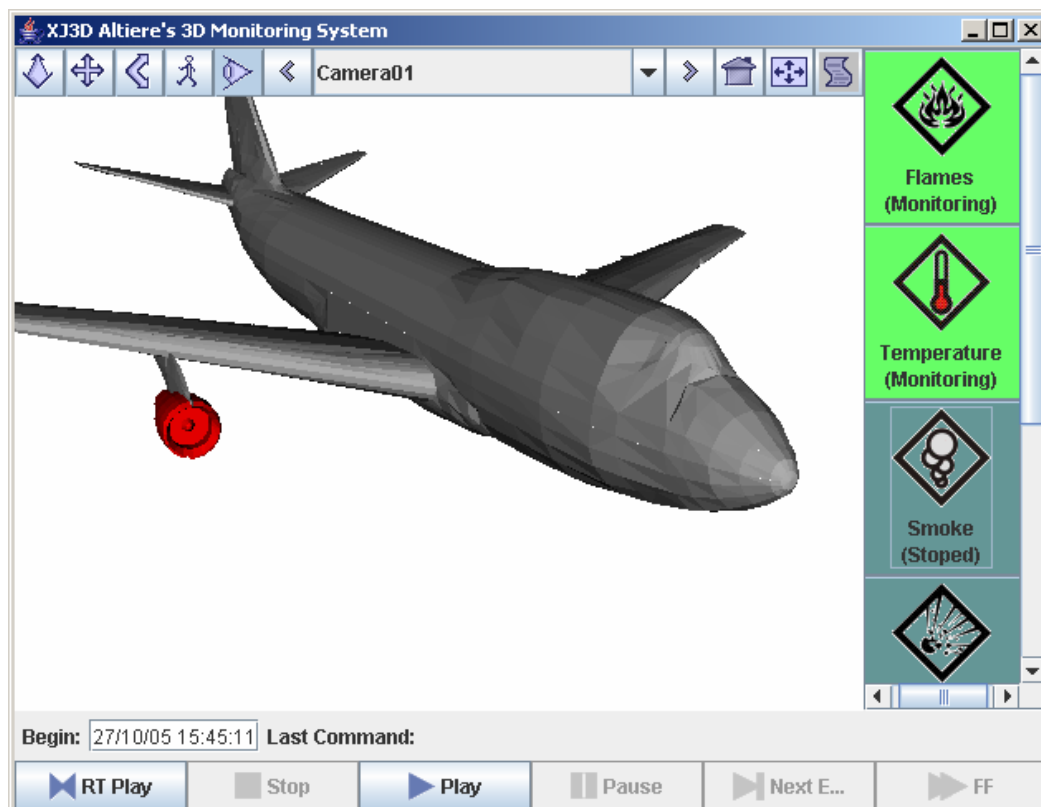 XJ3D Altiere's 3D Monitoring System
Camera01
Flames
(Monitoring)
Temperature
(Monitoring)
Smoke
(Stoped)
Begin: 27/10/05 15:45:11 Last Command:
RT Play Stop Play Pause Next E... FF